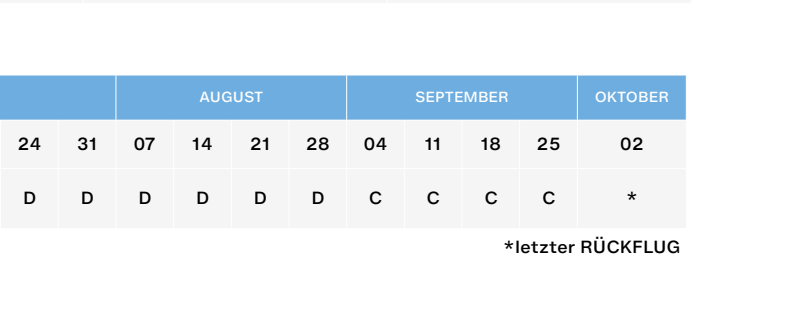 AUGUST SEPTEMBER OKTOBER
24 31 07 14 21 28 04 11 18 25 02
D D D D D D C C C C *
*letzter RÜCKFLUG